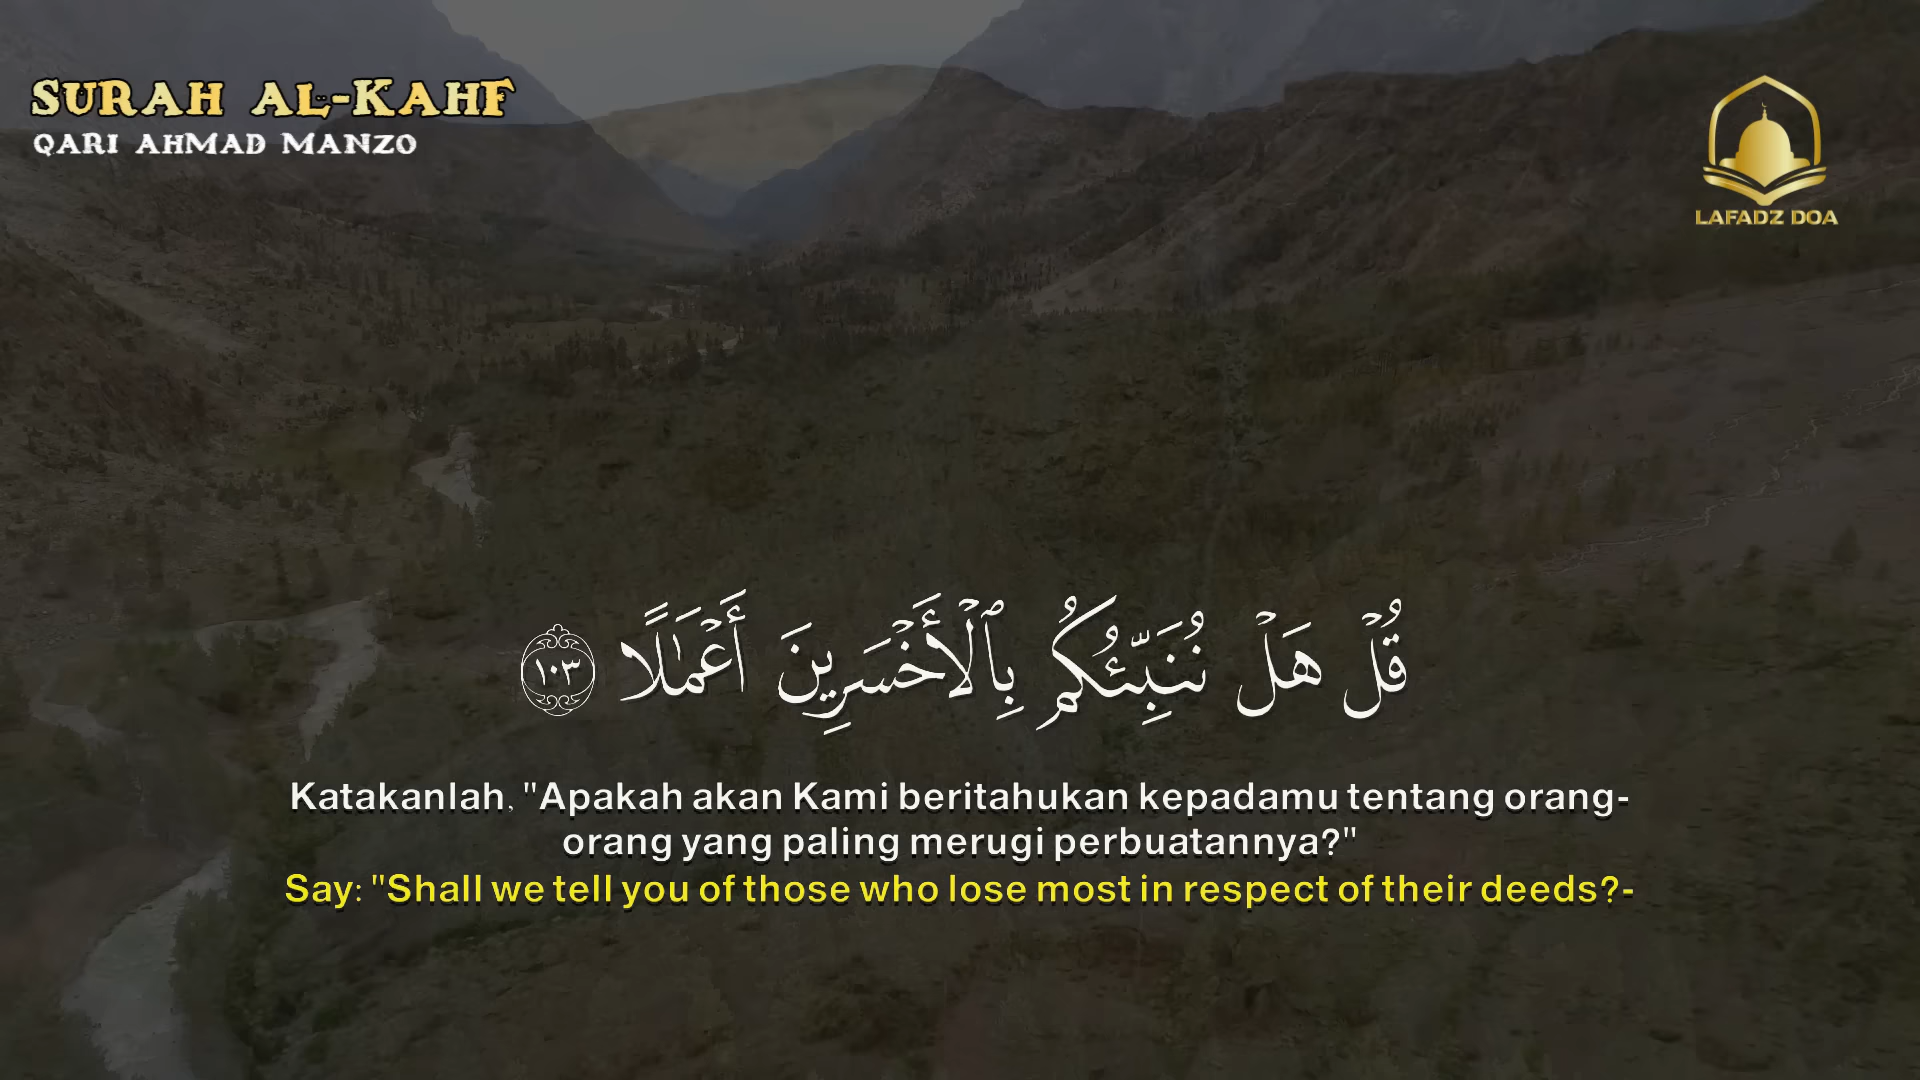 SURAH AL-KAHF
QARI AHMAD MANZO
LAFADZ DOA
قُلۡ هَلۡ نُنَبِّئُكُم بِٱلۡأَخۡسَرِينَ أَعۡمَٰلًا ١٠٣
Katakanlah, "Apakah akan Kami beritahukan kepadamu tentang orang-
orang yang paling merugi perbuatannya?"
Say: "Shall we tell you of those who lose most in respect of their deeds?-